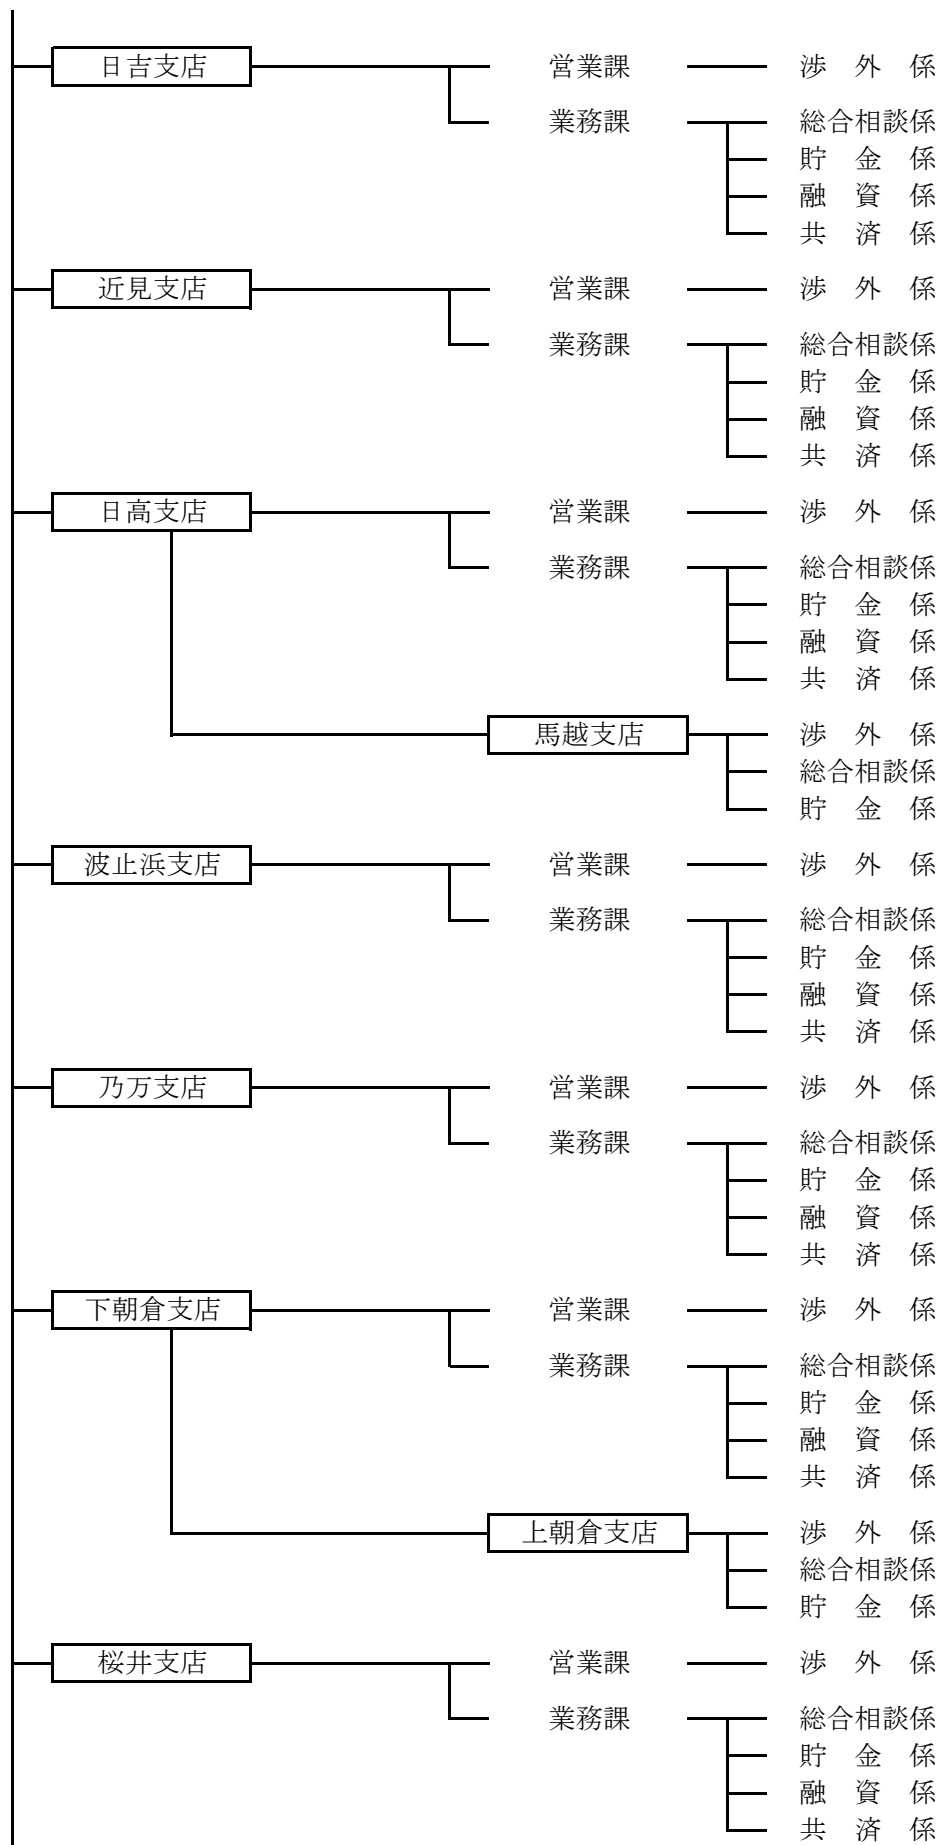 日吉支店 営業課 渉外係
業務課 総合相談係
貯金係
融資係
共済係
近見支店 営業課 渉外係
業務課 総合相談係
貯金係
融資係
共済係
日高支店 営業課 渉外係
業務課 総合相談係
貯金係
融資係
共済係
馬越支店 渉外係
総合相談係
貯金係
波止浜支店 営業課 渉外係
業務課 総合相談係
貯金係
融資係
共済係
乃万支店 営業課 渉外係
業務課 総合相談係
貯金係
融資係
共済係
下朝倉支店 営業課 渉外係
業務課 総合相談係
貯金係
融資係
共済係
上朝倉支店 渉外係
総合相談係
貯金係
桜井支店 営業課 渉外係
業務課 総合相談係
貯金係
融資係
共済係